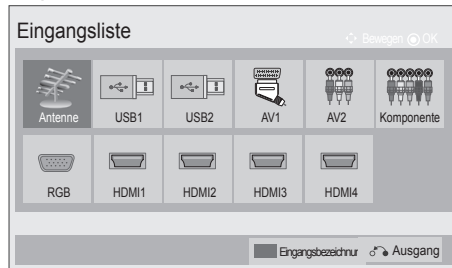 Eingangsliste
Bewegen OK
Antenne USB1 USB2 AV1 AV2 Komponente
RGB HDMI1 HDMI2 HDMI3 HDMI4
Eingangsbezeichnur Ausgang